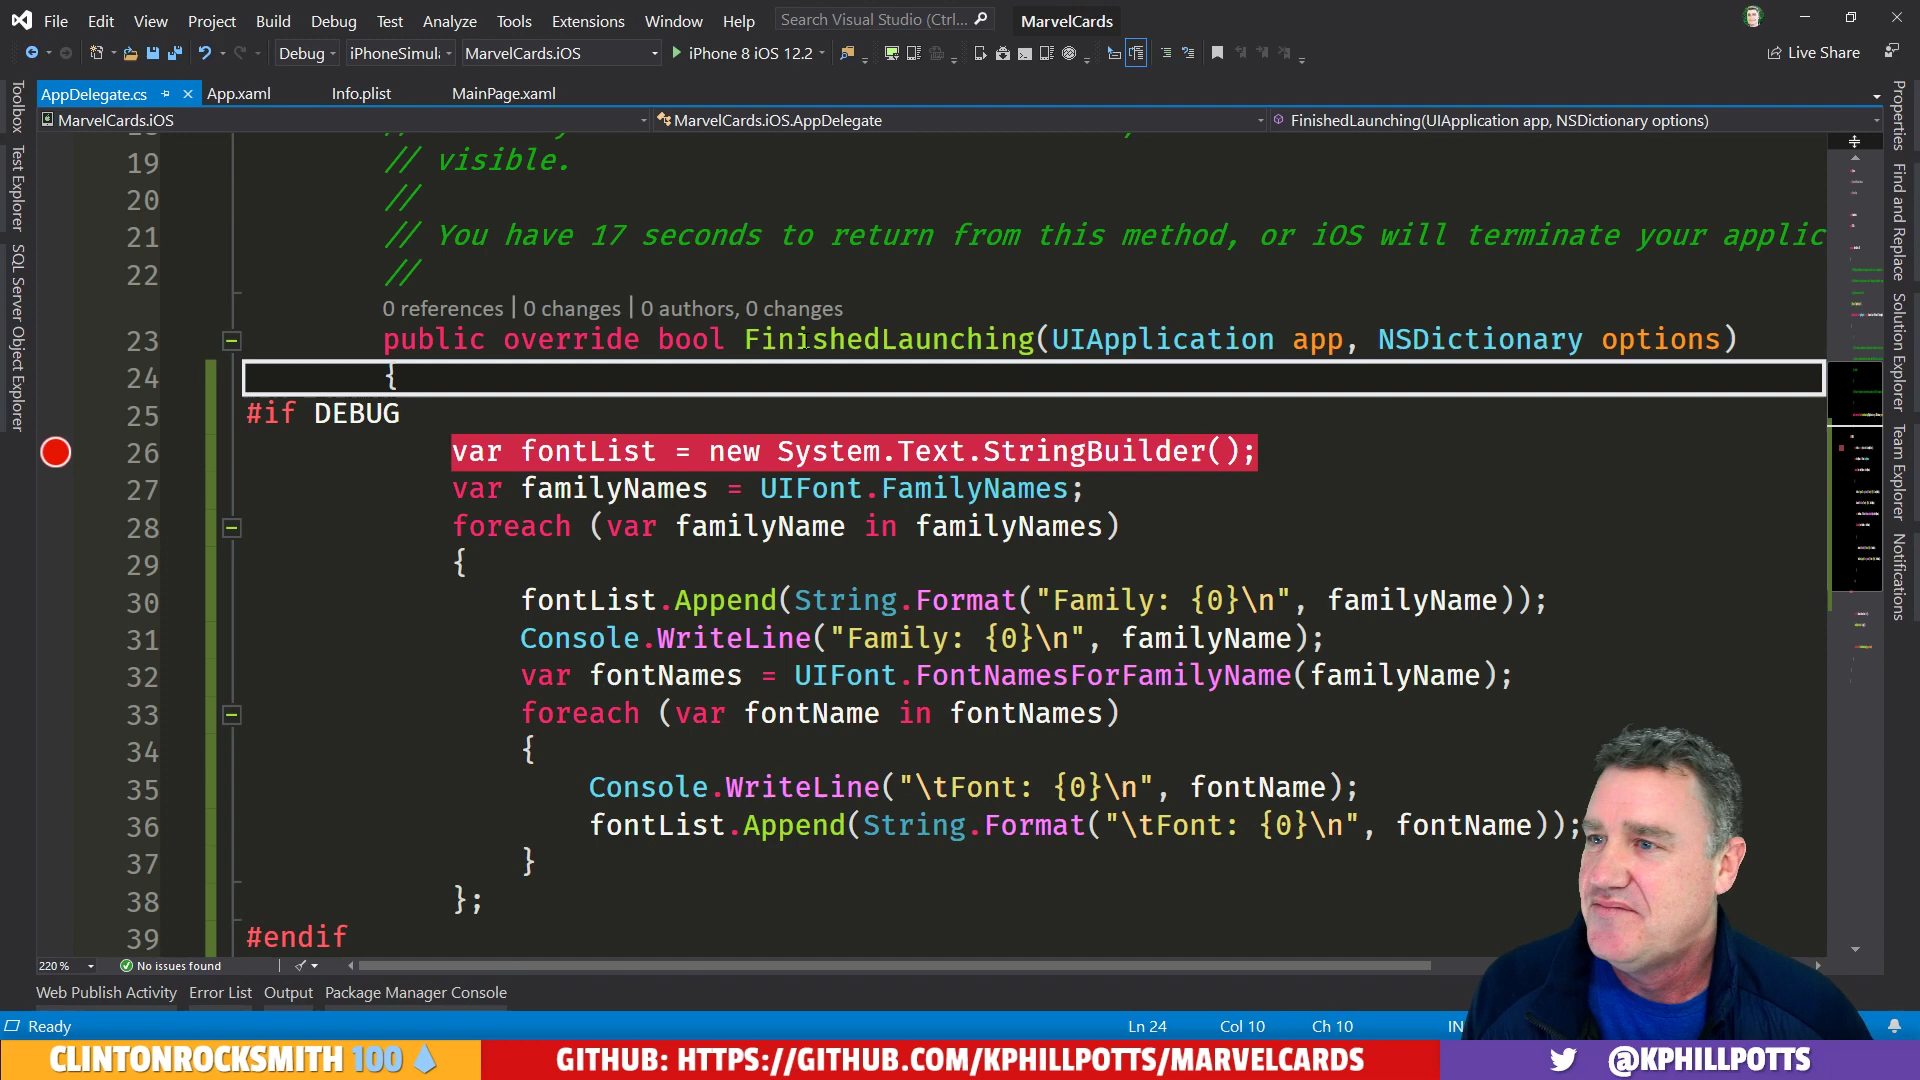 File Edit View Project Build Debug Test Analyze Tools Extensions Window Help Search Visual Studio (Ctrl... MarvelCards
Debug iPhoneSimula MarvelCards.iOS iPhone 8 iOS 12.2 Live Share
AppDelegate.cs App.xaml Info.plist MainPage.xaml
MarvelCards.iOS MarvelCards.iOS.AppDelegate FinishedLaunching(UIApplication app, NSDictionary options)
Toolbox
Test Explorer
SQL Server Object Explorer
19 // visible.
20 //
21 // You have 17 seconds to return from this method, or iOS will terminate your applic
22 //
0 references | 0 changes | 0 authors, 0 changes
23 public override bool FinishedLaunching(UIApplication app, NSDictionary options)
24 {
25 #if DEBUG
26 var fontList = new System.Text.StringBuilder();
27 var familyNames = UIFont.FamilyNames;
28 foreach (var familyName in familyNames)
29 {
30 fontList.Append(String.Format("Family: {0}\n", familyName));
31 Console.WriteLine("Family: {0}\n", familyName);
32 var fontNames = UIFont.FontNamesForFamilyName(familyName);
33 foreach (var fontName in fontNames)
34 {
35 Console.WriteLine("\tFont: {0}\n", fontName);
36 fontList.Append(String.Format("\tFont: {0}\n", fontName));
37 }
38 };
39 #endif
Properties
Find and Replace
Solution Explorer
Team Explorer
Notifications
220 % No issues found
Web Publish Activity Error List Output Package Manager Console
Ready Ln 24 Col 10 Ch 10 IN
CLINTONROCKSMITH 100 GITHUB: HTTPS://GITHUB.COM/KPHILLPOTTS/MARVELCARDS @KPHILLPOTTS